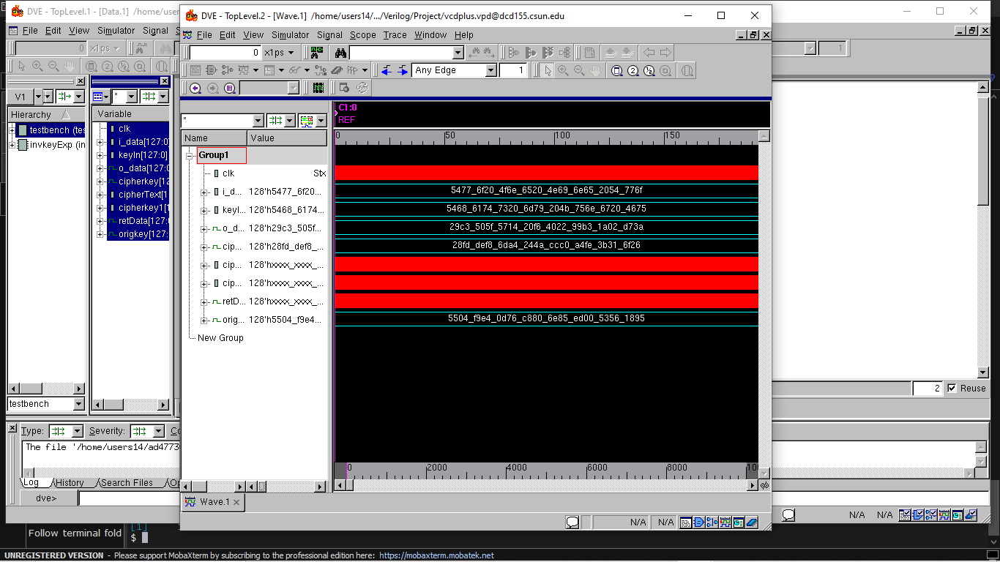 DVE - TopLevel.1 - [Data.1] /home/users14/
DVE - TopLevel.2 - [Wave.1] /home/users14/.../Verilog/Project/vcdplus.vpd@dcd155.csun.edu
File Edit View Simulator Signal
File Edit View Simulator Signal Scope Trace Window Help
0 x1ps
0 x1ps
1
Any Edge 1
V1
*
Hierarchy
testbench (tes
invkeyExp (in
testbench
Variable
clk
i_data[127:0]
keyIn[127:0]
o_data[127:0
cipherkey[12
cipherText[1
cipherkey1[1
retData[127:0
origkey[127:
*
C1:0
REF
Name Value
0 50 100 150
Group1
clk Stx
i_d... 128'h5477_6f20... 5477_6f20_4f6e_6520_4e69_6e65_2054_776f
keyI... 128'h5468_6174... 5468_6174_7320_6d79_204b_756e_6720_4675
o_d... 128'h29c3_505f... 29c3_505f_5714_20f6_4022_99b3_1a02_d73a
cip... 128'h28fd_def8_... 28fd_def8_6da4_244a_ccc0_a4fe_3b31_6f26
cip... 128'hxxxx_xxxx_...
cip... 128'hxxxx_xxxx_...
retD... 128'hxxxx_xxxx_...
orig... 128'h5504_f9e4... 5504_f9e4_0d76_c880_6e85_ed00_5356_1895
New Group
0 2000 4000 6000 8000
2 Reuse
Type: Severity: Co
The file '/home/users14/ad4773
Log History Search Files Op
dve>
Wave.1
N/A N/A
N/A N/A
[1]
Follow terminal fold $
UNREGISTERED VERSION - Please support MobaXterm by subscribing to the professional edition here: https://mobaxterm.mobatek.net